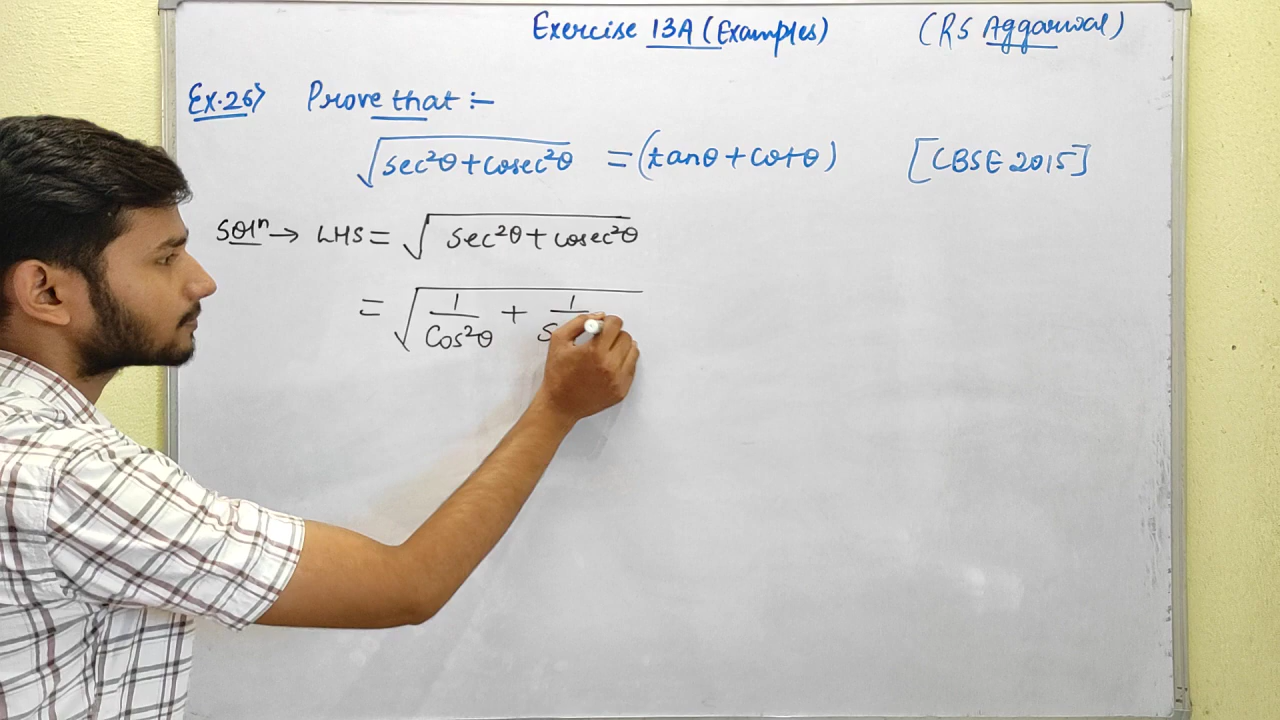 Exercise 13A (Examples) (RS Aggarwal)
Ex.26> Prove that :-
√sec²θ+cosec²θ = (tanθ + cotθ) [CBSE 2015]
Solⁿ→ LHS = √sec²θ + cosec²θ
= √1/Cos²θ + 1/S